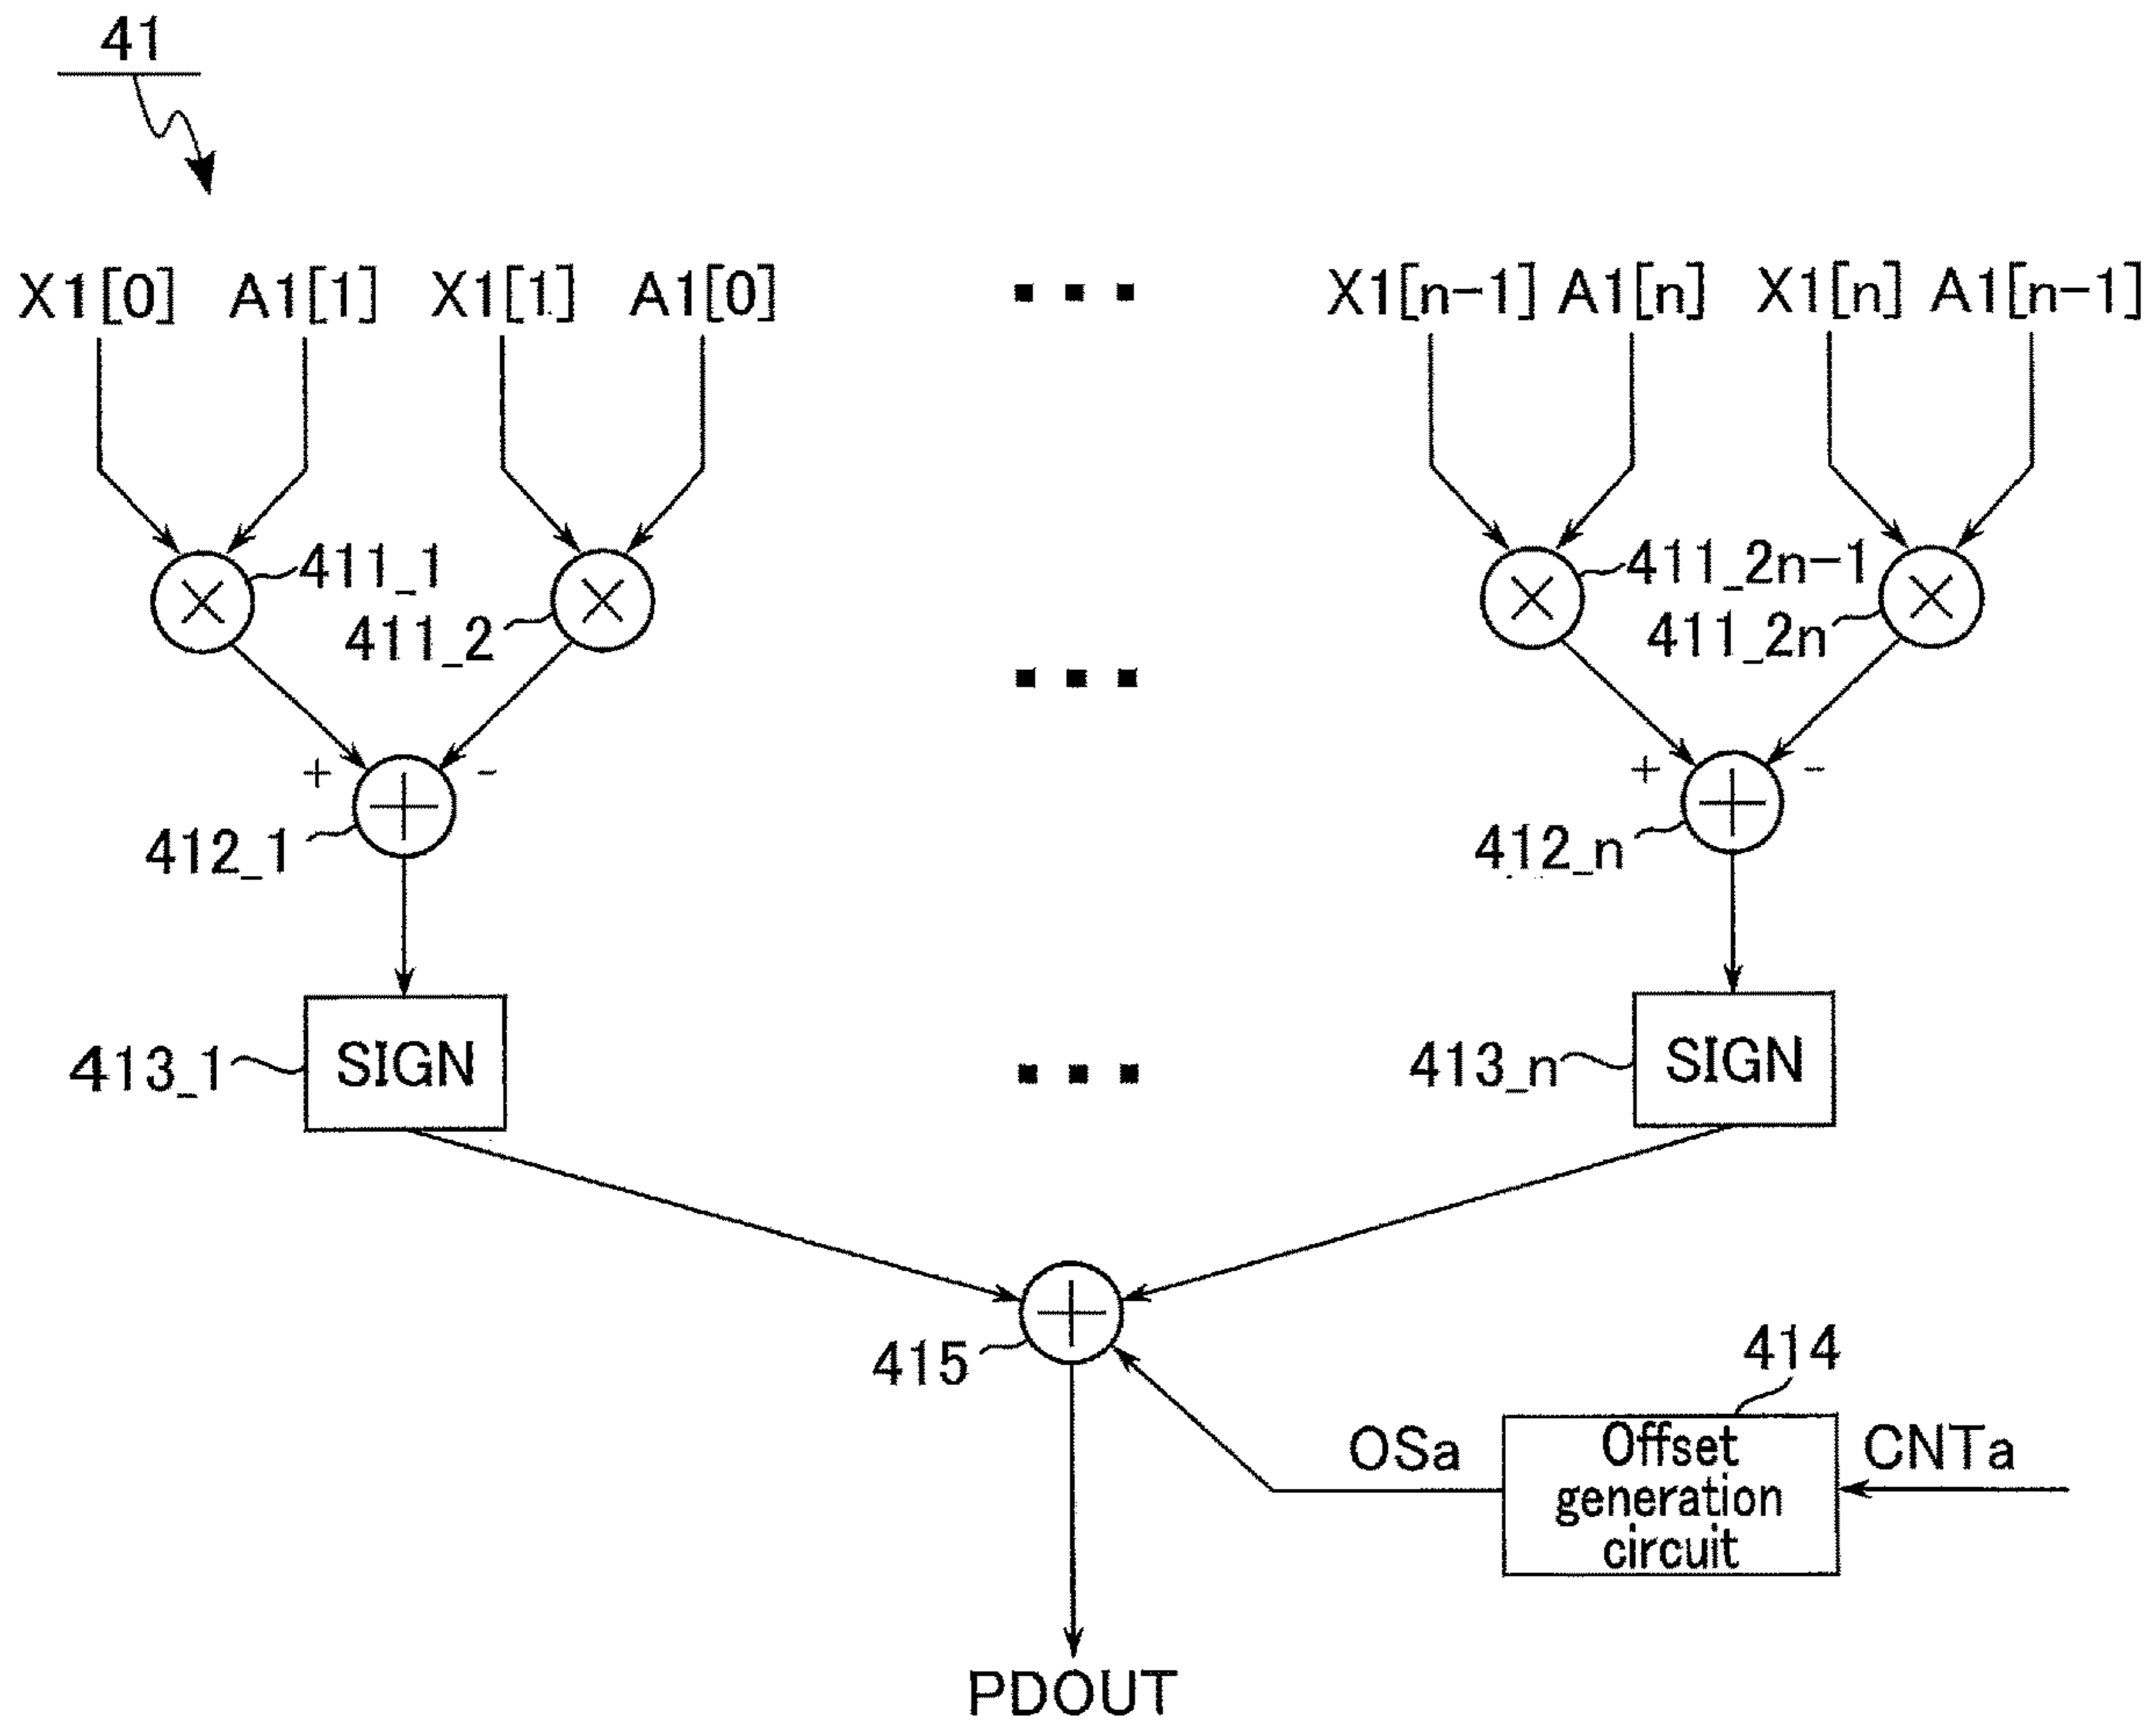 41
X1[0] A1[1] X1[1] A1[0] ▪ ▪ ▪ X1[n-1] A1[n] X1[n] A1[n-1]
411_1
411_2
411_2n-1
411_2n
▪ ▪ ▪
+ -
412_1
+ -
412_n
413_1
SIGN
▪ ▪ ▪
413_n
SIGN
415
414
OSa
Offset
generation
circuit
CNTa
PDOUT